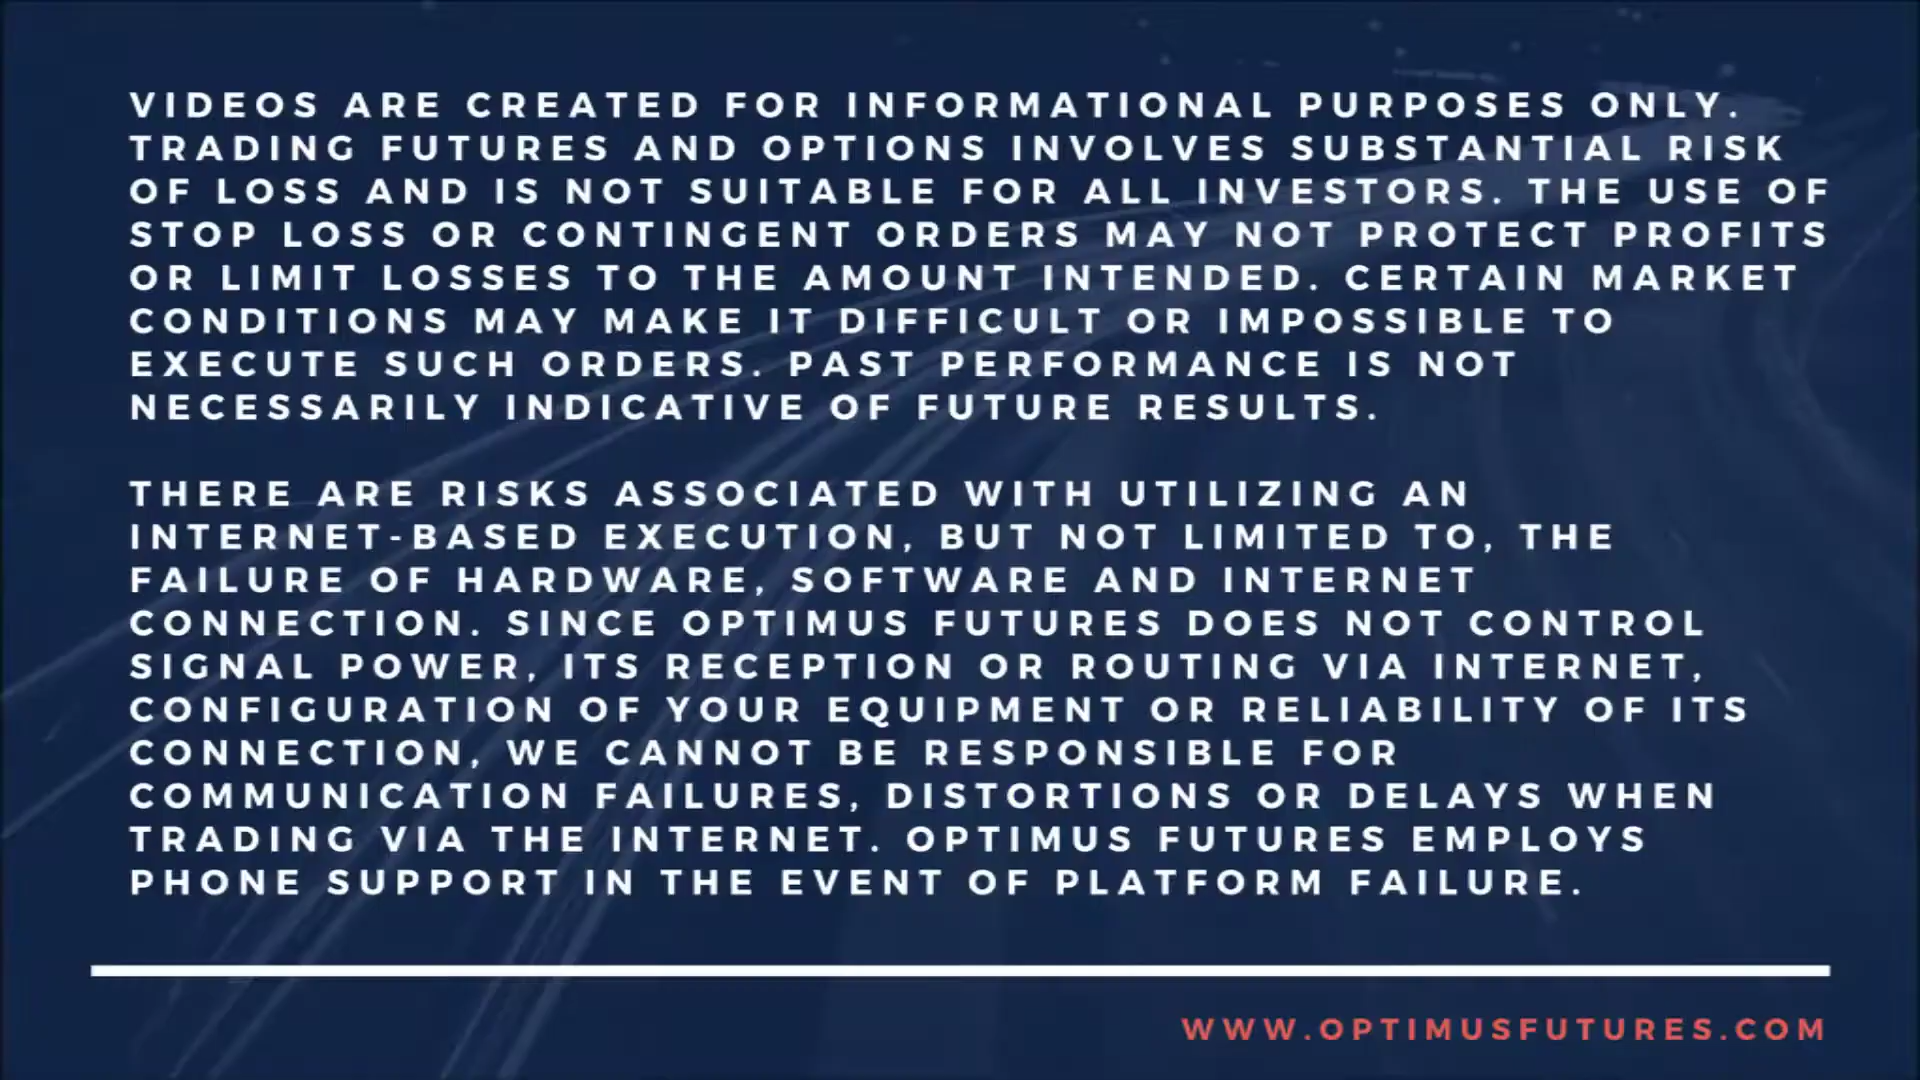 VIDEOS ARE CREATED FOR INFORMATIONAL PURPOSES ONLY.
TRADING FUTURES AND OPTIONS INVOLVES SUBSTANTIAL RISK
OF LOSS AND IS NOT SUITABLE FOR ALL INVESTORS. THE USE OF
STOP LOSS OR CONTINGENT ORDERS MAY NOT PROTECT PROFITS
OR LIMIT LOSSES TO THE AMOUNT INTENDED. CERTAIN MARKET
CONDITIONS MAY MAKE IT DIFFICULT OR IMPOSSIBLE TO
EXECUTE SUCH ORDERS. PAST PERFORMANCE IS NOT
NECESSARILY INDICATIVE OF FUTURE RESULTS.
THERE ARE RISKS ASSOCIATED WITH UTILIZING AN
INTERNET-BASED EXECUTION, BUT NOT LIMITED TO, THE
FAILURE OF HARDWARE, SOFTWARE AND INTERNET
CONNECTION. SINCE OPTIMUS FUTURES DOES NOT CONTROL
SIGNAL POWER, ITS RECEPTION OR ROUTING VIA INTERNET,
CONFIGURATION OF YOUR EQUIPMENT OR RELIABILITY OF ITS
CONNECTION, WE CANNOT BE RESPONSIBLE FOR
COMMUNICATION FAILURES, DISTORTIONS OR DELAYS WHEN
TRADING VIA THE INTERNET. OPTIMUS FUTURES EMPLOYS
PHONE SUPPORT IN THE EVENT OF PLATFORM FAILURE.
WWW.OPTIMUSFUTURES.COM